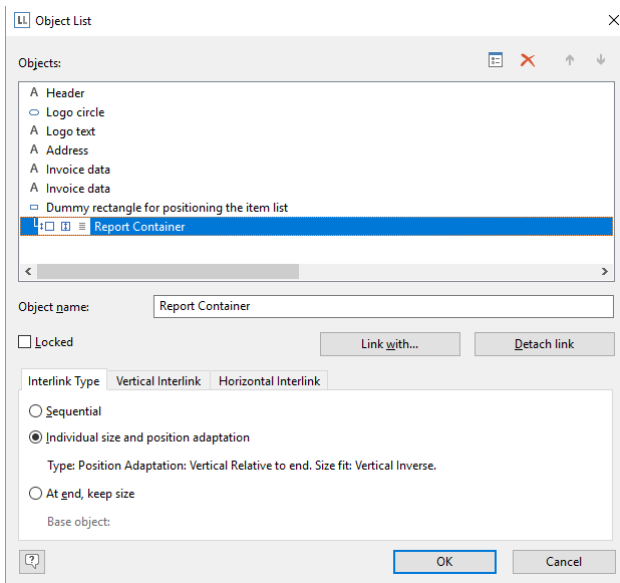 LL Object List
Objects:
A Header
Logo circle
A Logo text
A Address
A Invoice data
A Invoice data
Dummy rectangle for positioning the item list
Report Container
Object name: Report Container
Locked Link with... Detach link
Interlink Type Vertical Interlink Horizontal Interlink
Sequential
Individual size and position adaptation
Type: Position Adaptation: Vertical Relative to end. Size fit: Vertical Inverse.
At end, keep size
Base object:
? OK Cancel